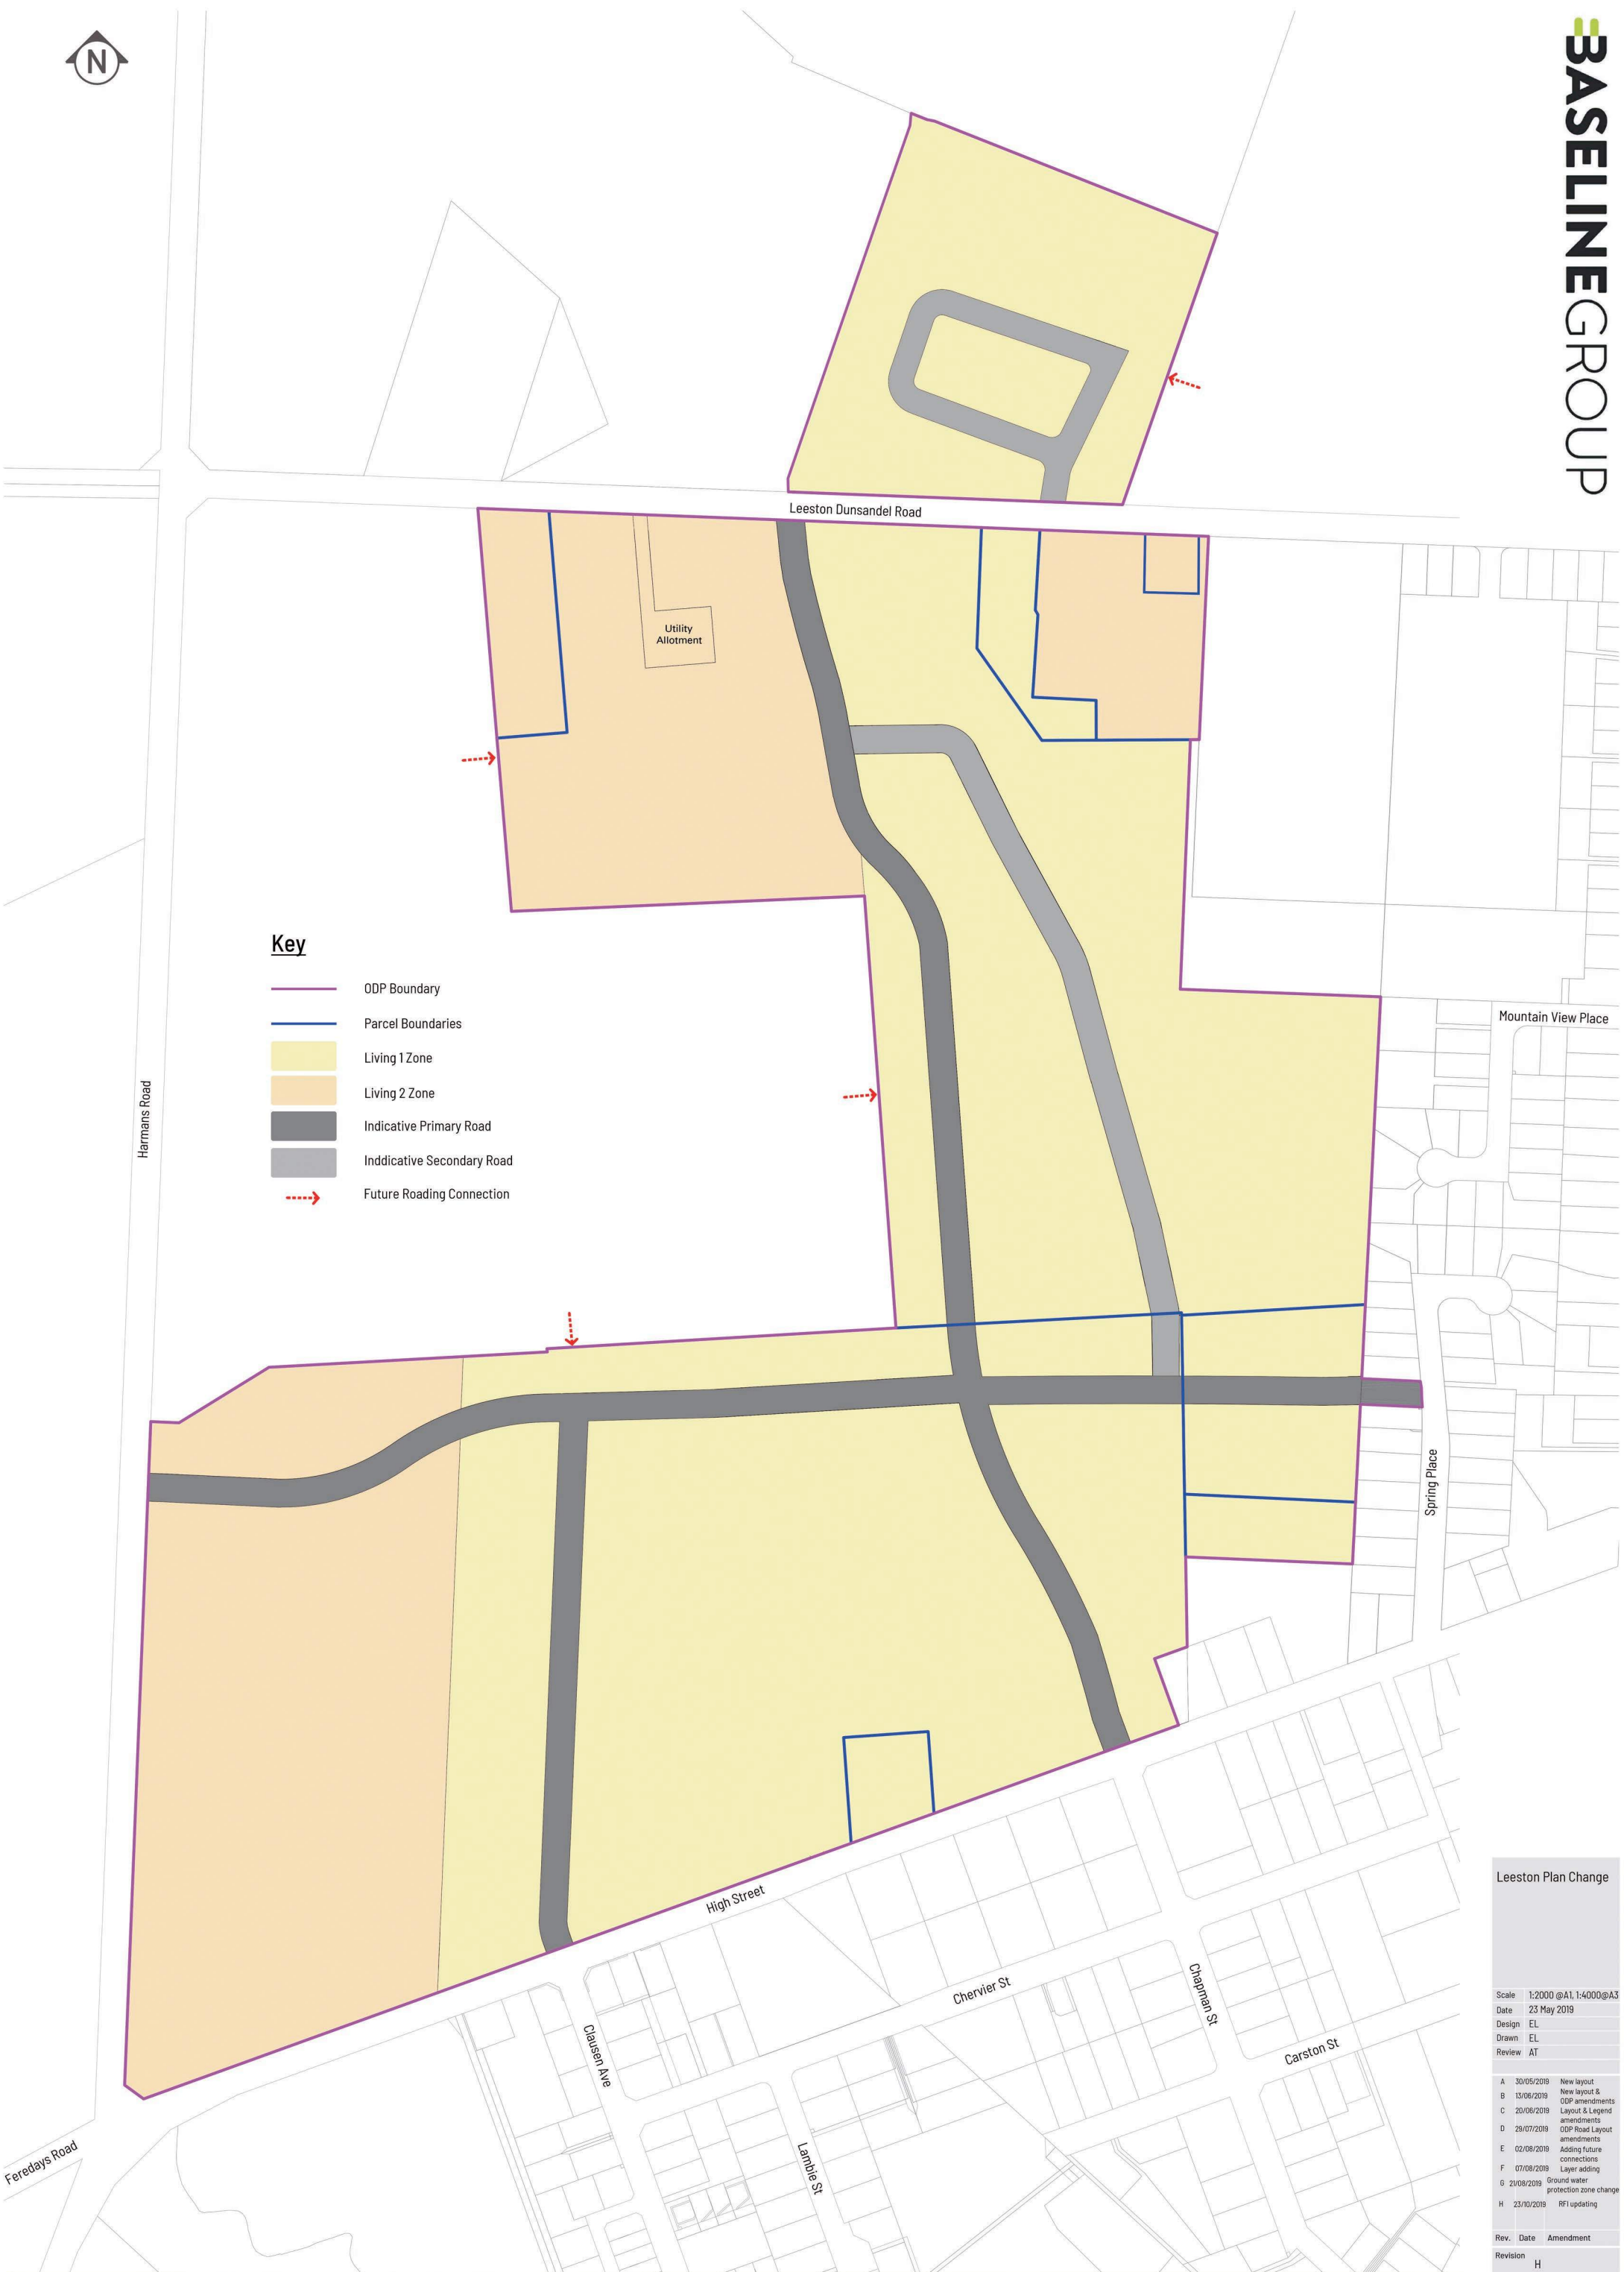 N
BASELINEGROUP
Leeston Dunsandel Road
Utility
Allotment
Key
ODP Boundary
Parcel Boundaries
Living 1 Zone
Living 2 Zone
Indicative Primary Road
Inddicative Secondary Road
Future Roading Connection
Harmans Road
Mountain View Place
Spring Place
High Street
Chervier St
Chapman St
Carston St
Clausen Ave
Lambie St
Feredays Road
Leeston Plan Change
Scale 1:2000 @A1, 1:4000@A3
Date 23 May 2019
Design EL
Drawn EL
Review AT
A 30/05/2019 New layout
B 13/06/2019 New layout &
ODP amendments
C 20/06/2019 Layout & Legend
amendments
D 29/07/2019 ODP Road Layout
amendments
E 02/08/2019 Adding future
connections
F 07/08/2019 Layer adding
G 21/08/2019 Ground water
protection zone change
H 23/10/2019 RFI updating
Rev. Date Amendment
Revision
H